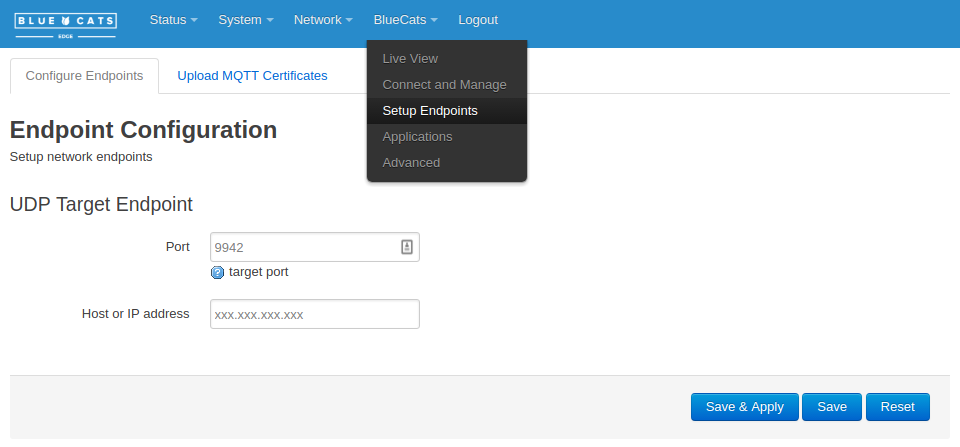 BLUE CATS
EDGE
Status System Network BlueCats Logout
Live View
Connect and Manage
Setup Endpoints
Applications
Advanced
Configure Endpoints Upload MQTT Certificates
Endpoint Configuration
Setup network endpoints
UDP Target Endpoint
Port 9942
target port
Host or IP address xxx.xxx.xxx.xxx
Save & Apply Save Reset